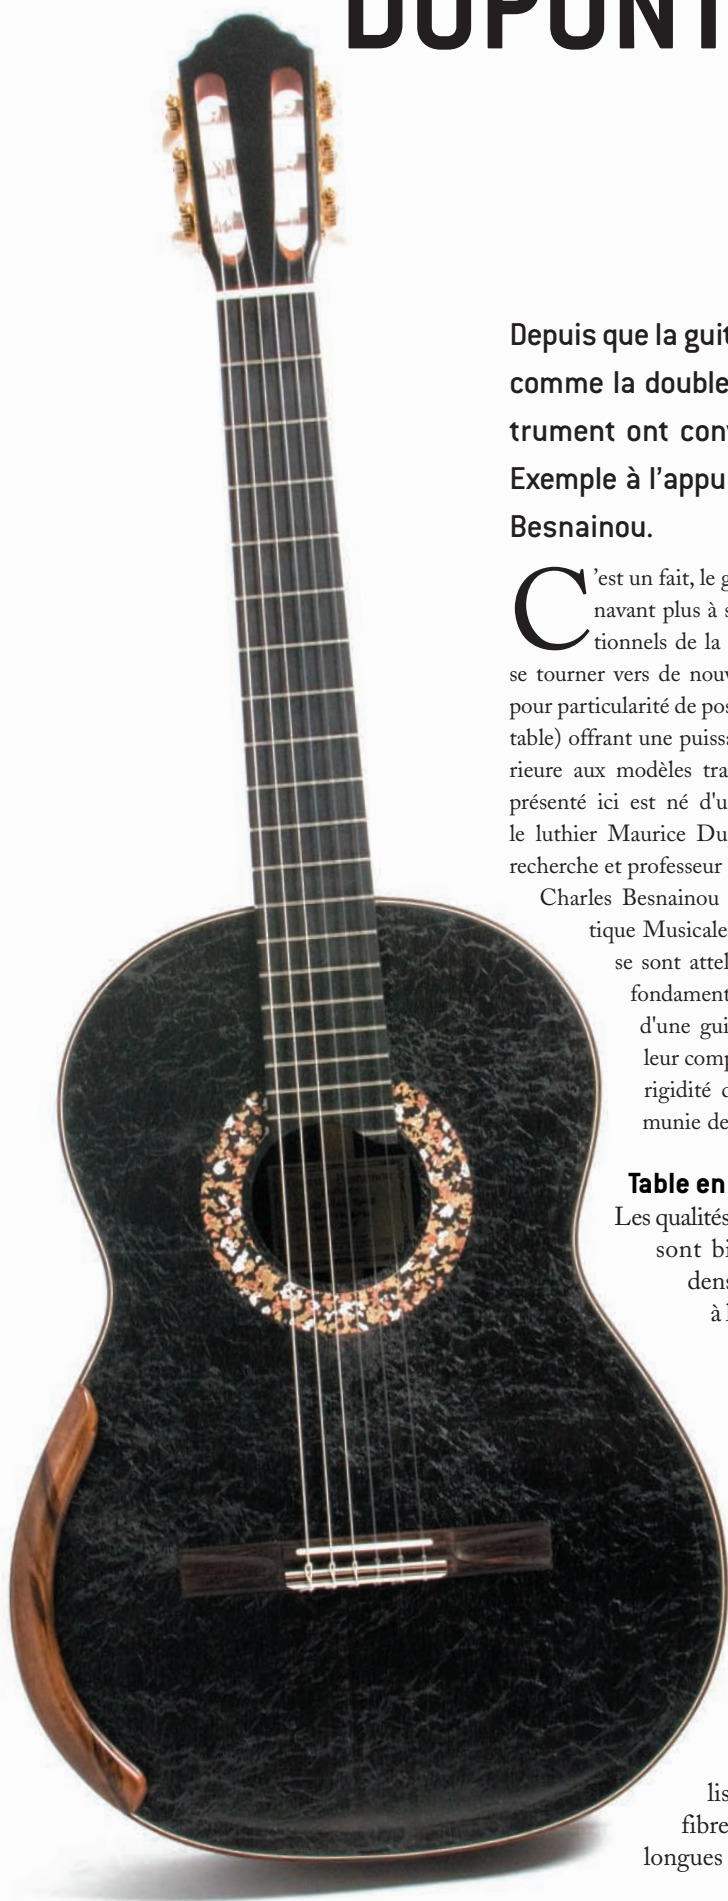 DUPONT
Depuis que la guit
comme la double
trument ont con
Exemple à l'appu
Besnainou.
C'est un fait, le g
navant plus à s
tionnels de la
se tourner vers de nouv
pour particularité de pos
table) offrant une puissa
rieure aux modèles tra
présenté ici est né d'u
le luthier Maurice Du
recherche et professeur
Charles Besnainou
tique Musicale
se sont attel
fondament
d'une gui
leur comp
rigidité d
munie de
Table en
Les qualités
sont bi
dens
à l
lis
fibre
longues